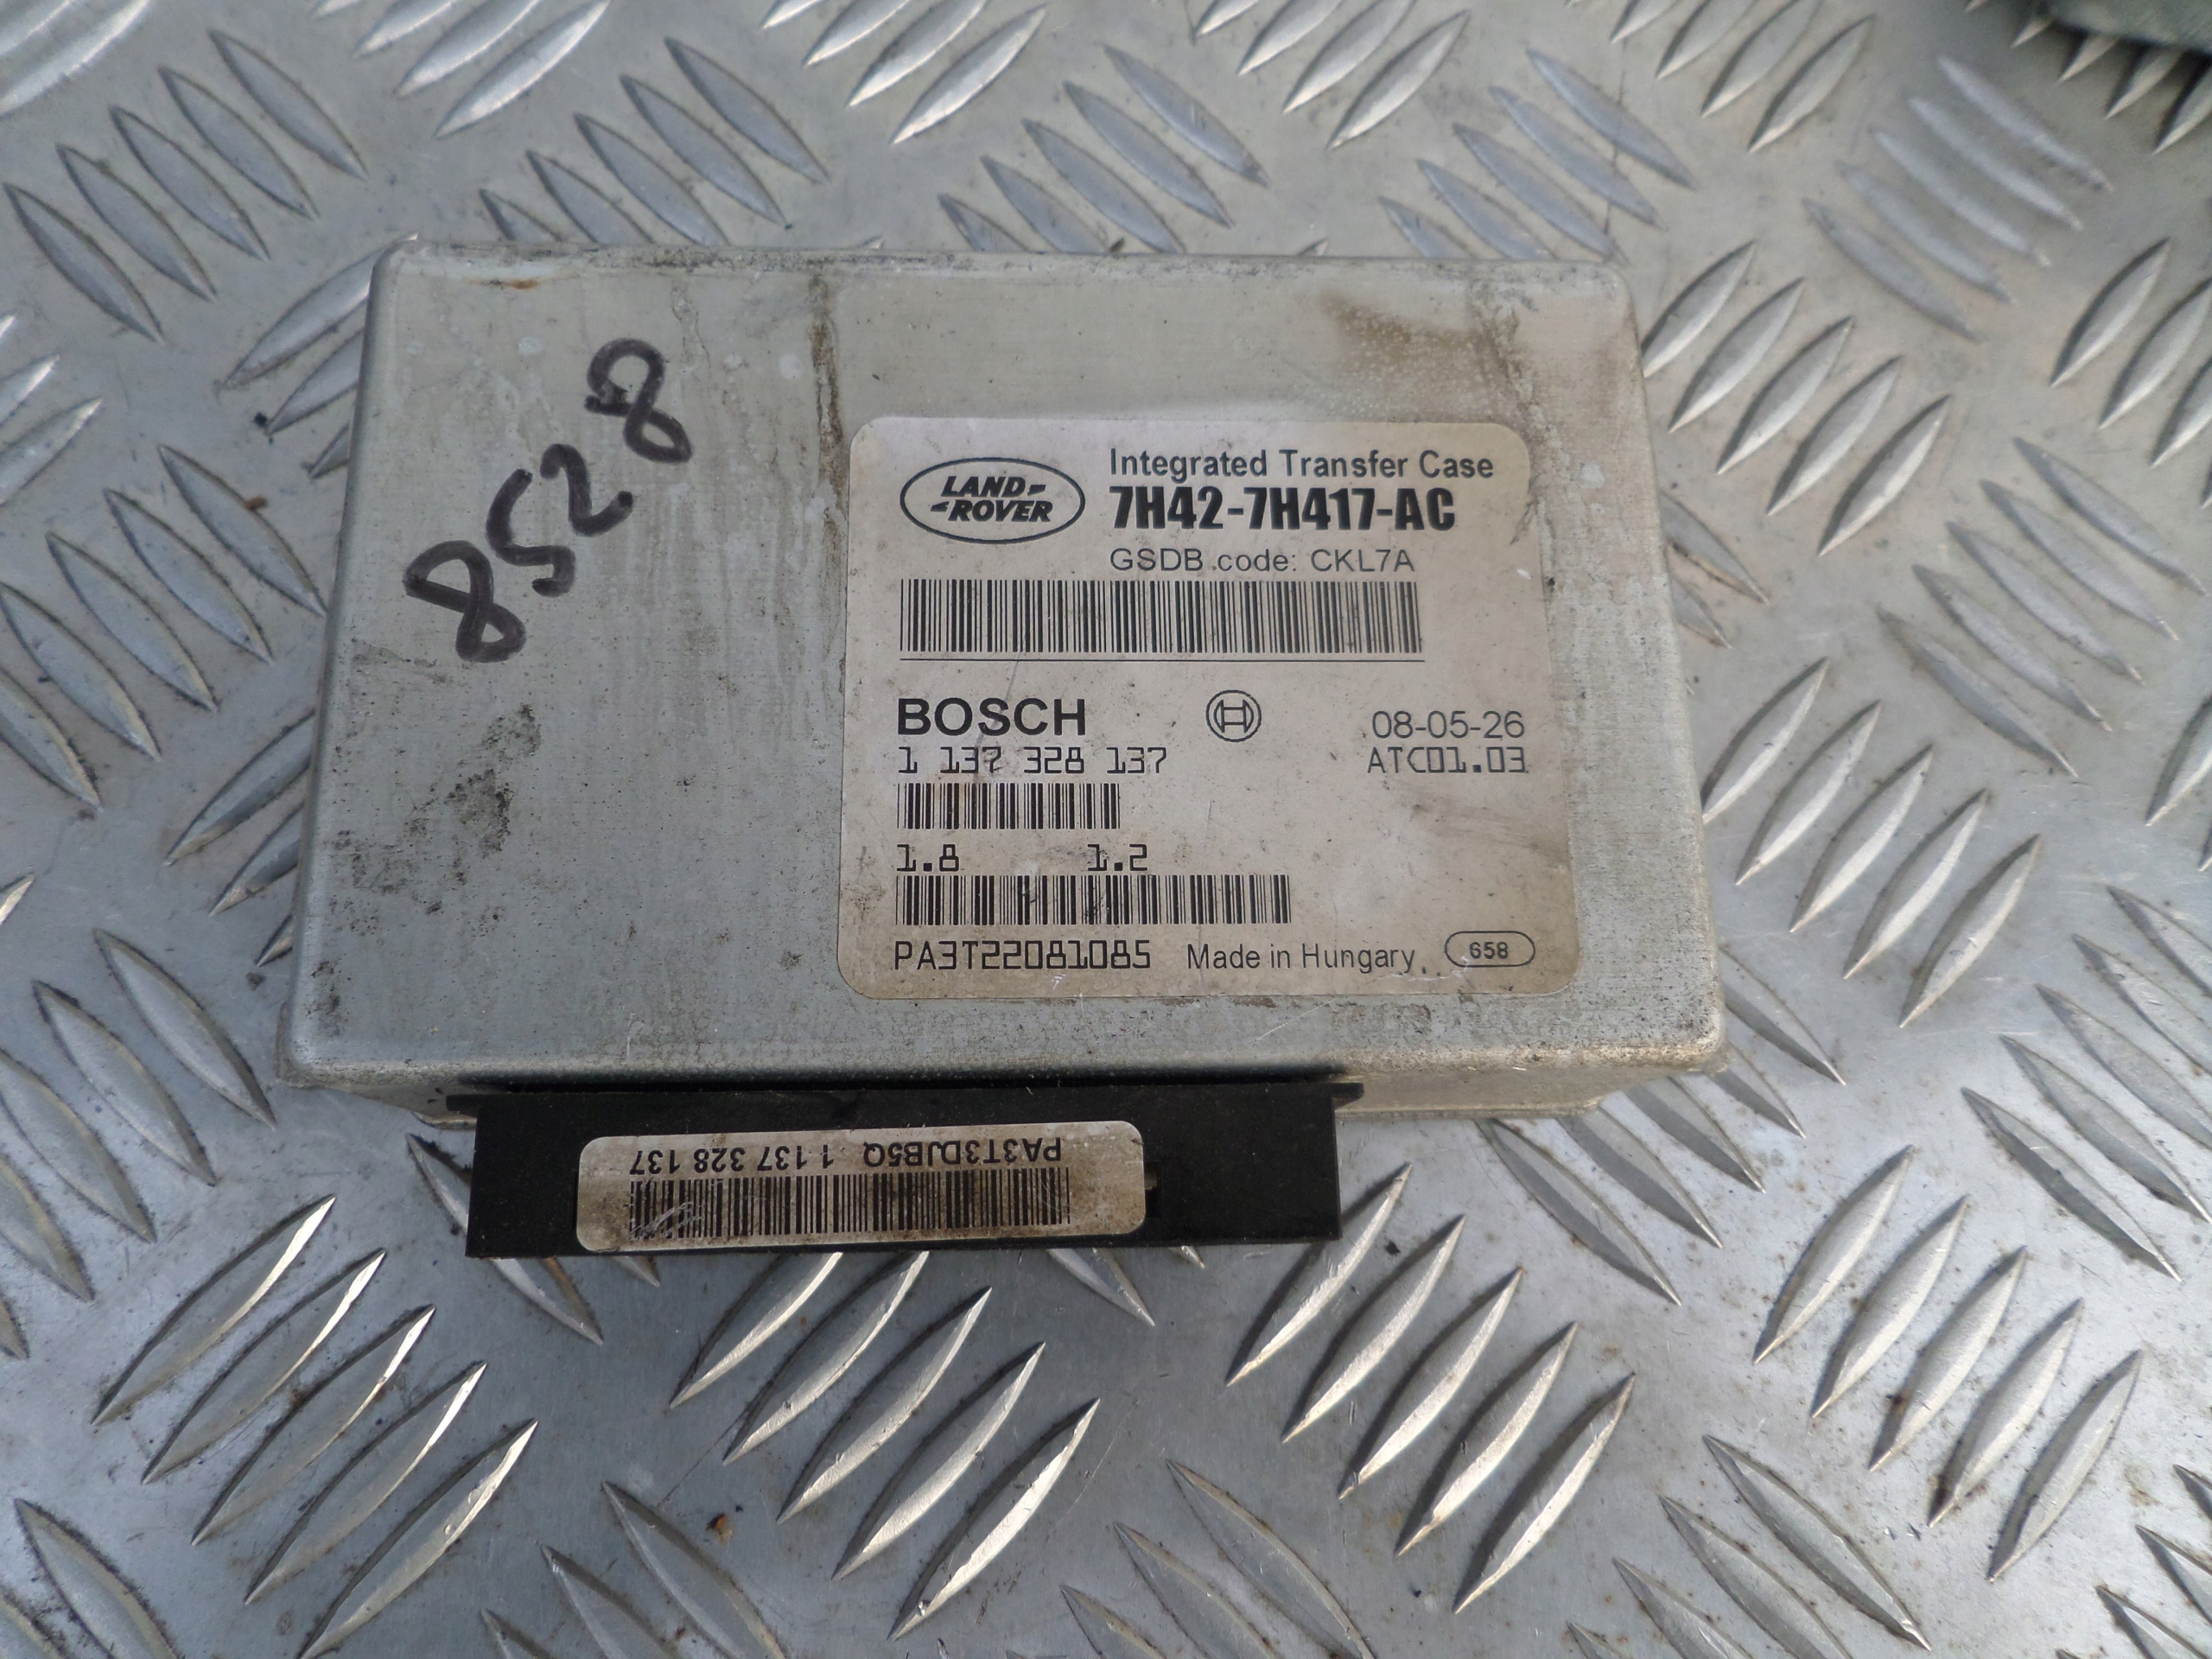 8528
LAND-
-ROVER
Integrated Transfer Case
7H42-7H417-AC
GSDB code: CKL7A
BOSCH
08-05-26
1 137 328 137
ATC01.03
1.8 1.2
PA3T22081085 Made in Hungary 658
PA3T3DJB5Q 1 137 328 137